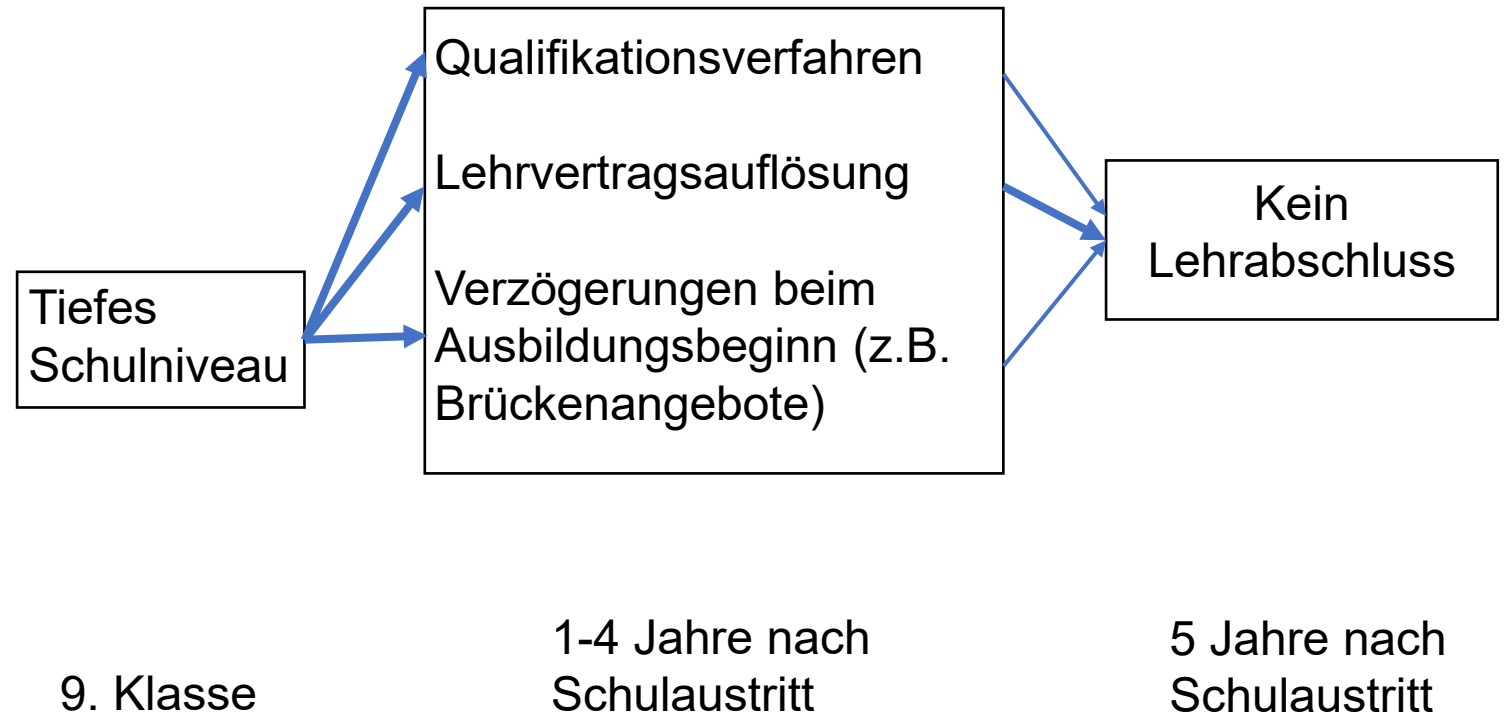 Qualifikationsverfahren
Lehrvertragsauflösung
Verzögerungen beim
Ausbildungsbeginn (z.B.
Brückenangebote)
Tiefes
Schulniveau
Kein
Lehrabschluss
9. Klasse
1-4 Jahre nach
Schulaustritt
5 Jahre nach
Schulaustritt